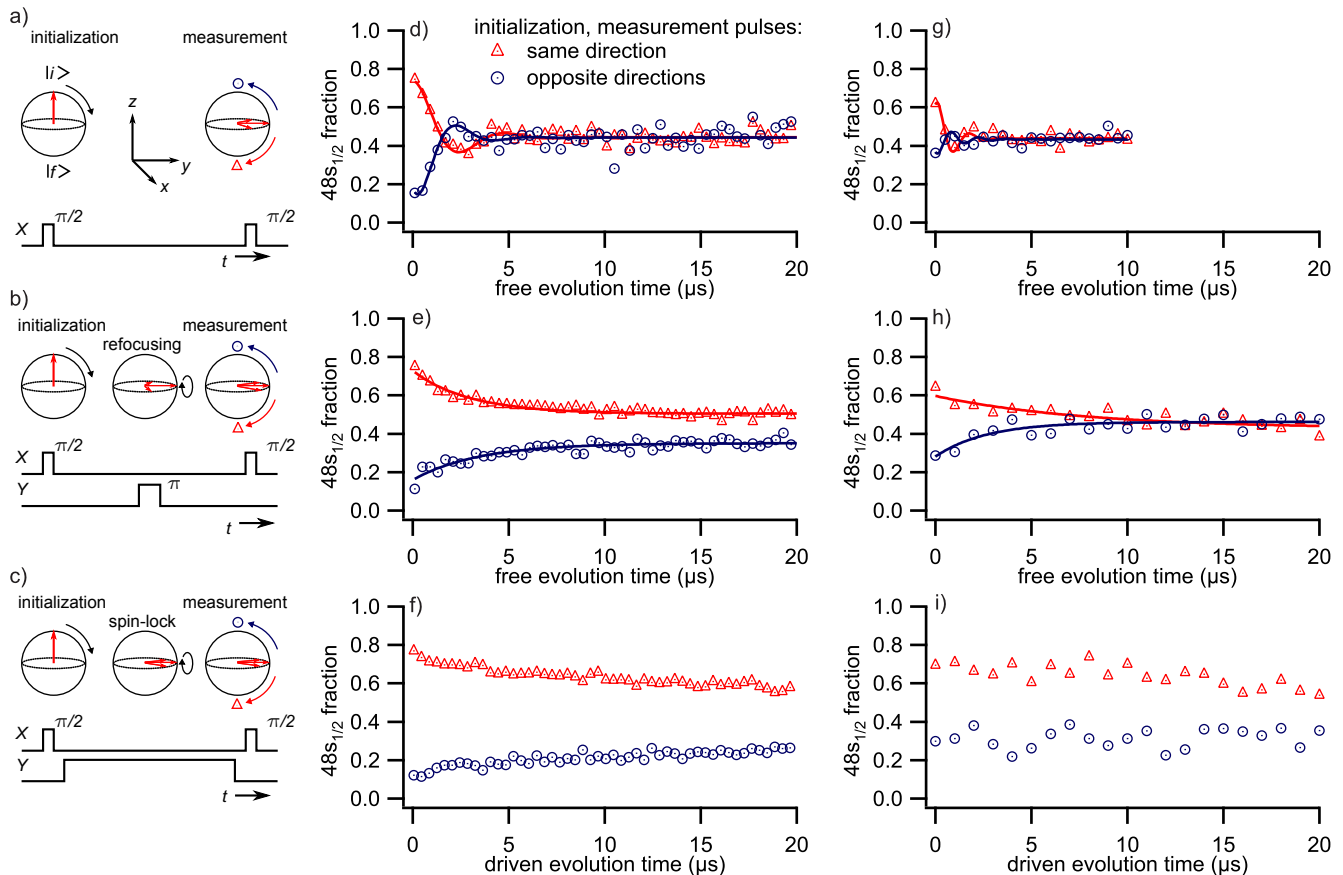 a)
initialization
measurement
|i>
|f>
z
y
x
X
π/2
π/2
t
b)
initialization
refocusing
measurement
X
π/2
π/2
Y
π
t
c)
initialization
spin-lock
measurement
X
π/2
π/2
Y
t
d)
initialization, measurement pulses:
same direction
opposite directions
48s1/2 fraction
1.0
0.8
0.6
0.4
0.2
0.0
0 5 10 15 20
free evolution time (µs)
e)
48s1/2 fraction
1.0
0.8
0.6
0.4
0.2
0.0
0 5 10 15 20
free evolution time (µs)
f)
48s1/2 fraction
1.0
0.8
0.6
0.4
0.2
0.0
0 5 10 15 20
driven evolution time (µs)
g)
48s1/2 fraction
1.0
0.8
0.6
0.4
0.2
0.0
0 5 10 15 20
free evolution time (µs)
h)
48s1/2 fraction
1.0
0.8
0.6
0.4
0.2
0.0
0 5 10 15 20
free evolution time (µs)
i)
48s1/2 fraction
1.0
0.8
0.6
0.4
0.2
0.0
0 5 10 15 20
driven evolution time (µs)